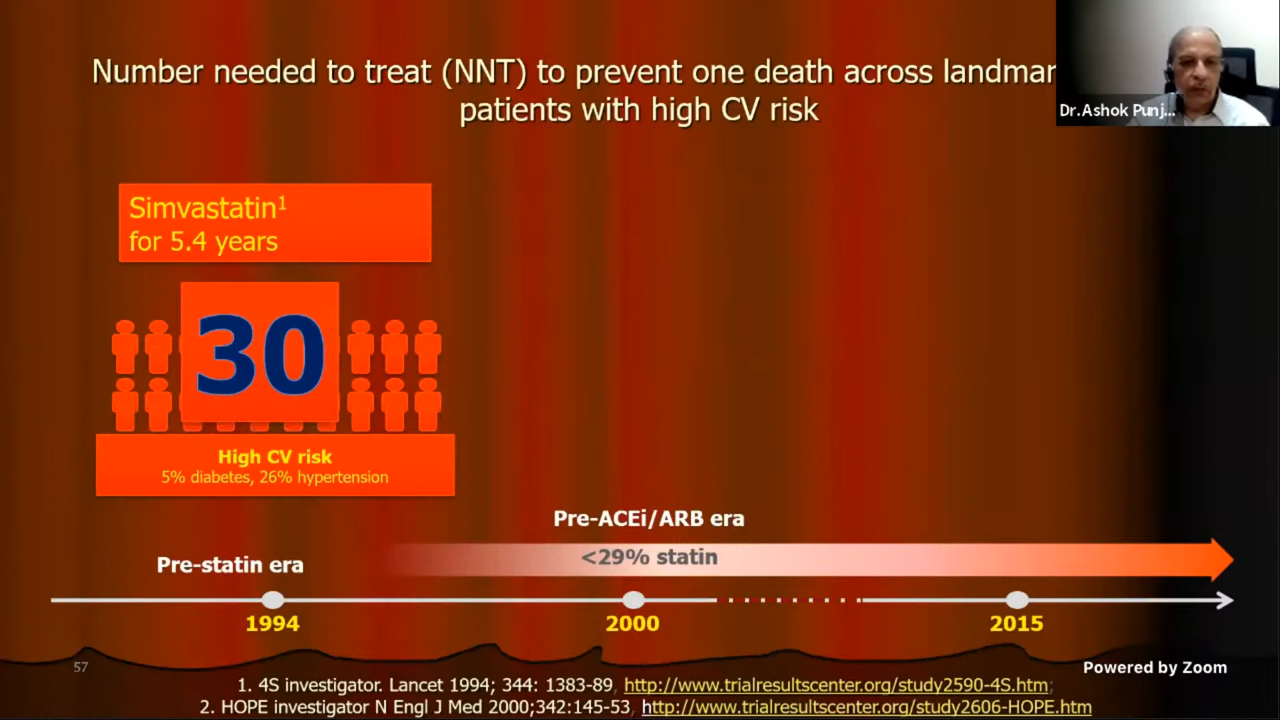 Number needed to treat (NNT) to prevent one death across landmar
patients with high CV risk
Dr.Ashok Punj...
Simvastatin¹
for 5.4 years
30
High CV risk
5% diabetes, 26% hypertension
Pre-ACEi/ARB era
<29% statin
Pre-statin era
1994
2000
2015
57
Powered by Zoom
1. 4S investigator. Lancet 1994; 344: 1383-89, http://www.trialresultscenter.org/study2590-4S.htm;
2. HOPE investigator N Engl J Med 2000;342:145-53, http://www.trialresultscenter.org/study2606-HOPE.htm